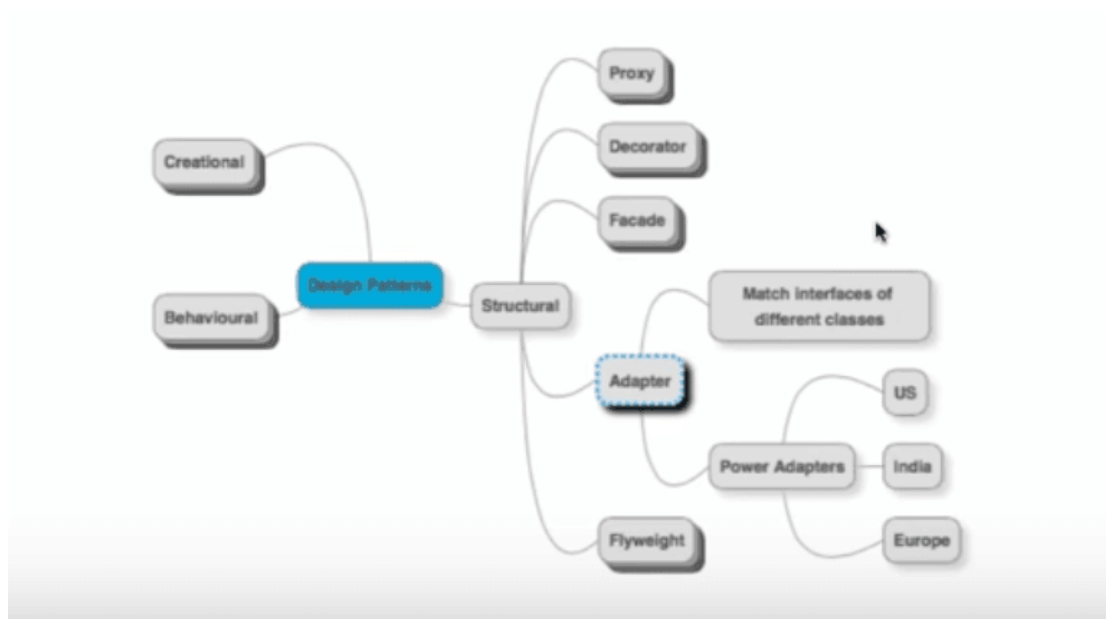 Proxy
Decorator
Creational
Facade
Design Patterns
Structural
Behavioural
Match interfaces of
different classes
Adapter
US
Power Adapters
India
Flyweight
Europe